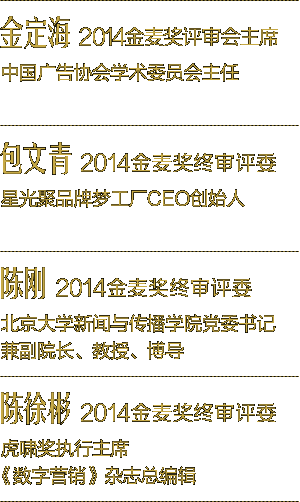 金定海 2014金麦奖评审会主席
中国广告协会学术委员会主任
包文青 2014金麦奖终审评委
星光聚品牌梦工厂CEO创始人
陈刚 2014金麦奖终审评委
北京大学新闻与传播学院党委书记
兼副院长、教授、博导
陈徐彬 2014金麦奖终审评委
虎啸奖执行主席
《数字营销》杂志总编辑